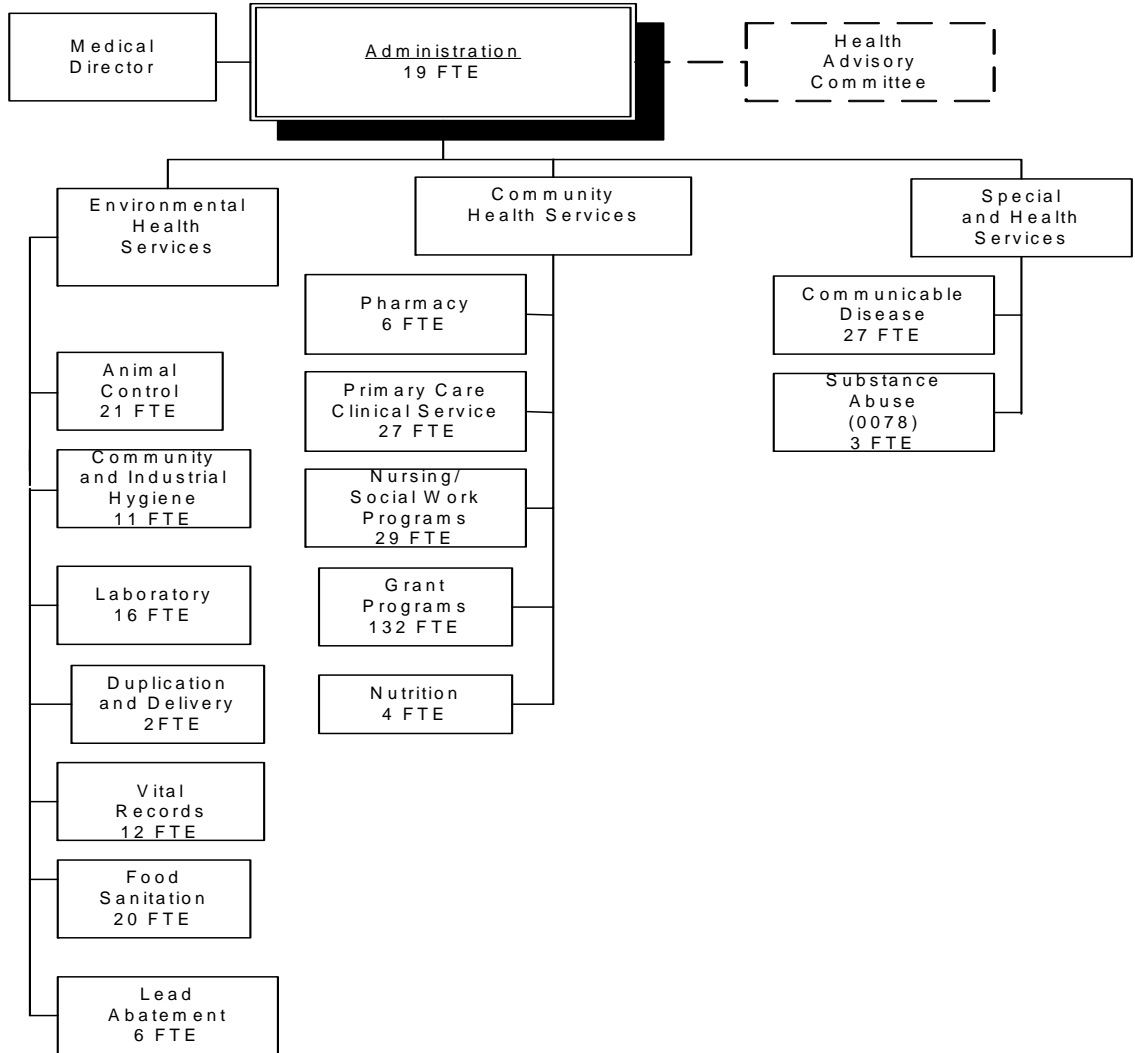 Medical
Director
Administration
19 FTE
Health
Advisory
Committee
Environmental
Health
Services
Community
Health Services
Special
and Health
Services
Animal
Control
21 FTE
Community
and Industrial
Hygiene
11 FTE
Laboratory
16 FTE
Duplication
and Delivery
2FTE
Vital
Records
12 FTE
Food
Sanitation
20 FTE
Lead
Abatement
6 FTE
Pharmacy
6 FTE
Primary Care
Clinical Service
27 FTE
Nursing/
Social Work
Programs
29 FTE
Grant
Programs
132 FTE
Nutrition
4 FTE
Communicable
Disease
27 FTE
Substance
Abuse
(0078)
3 FTE